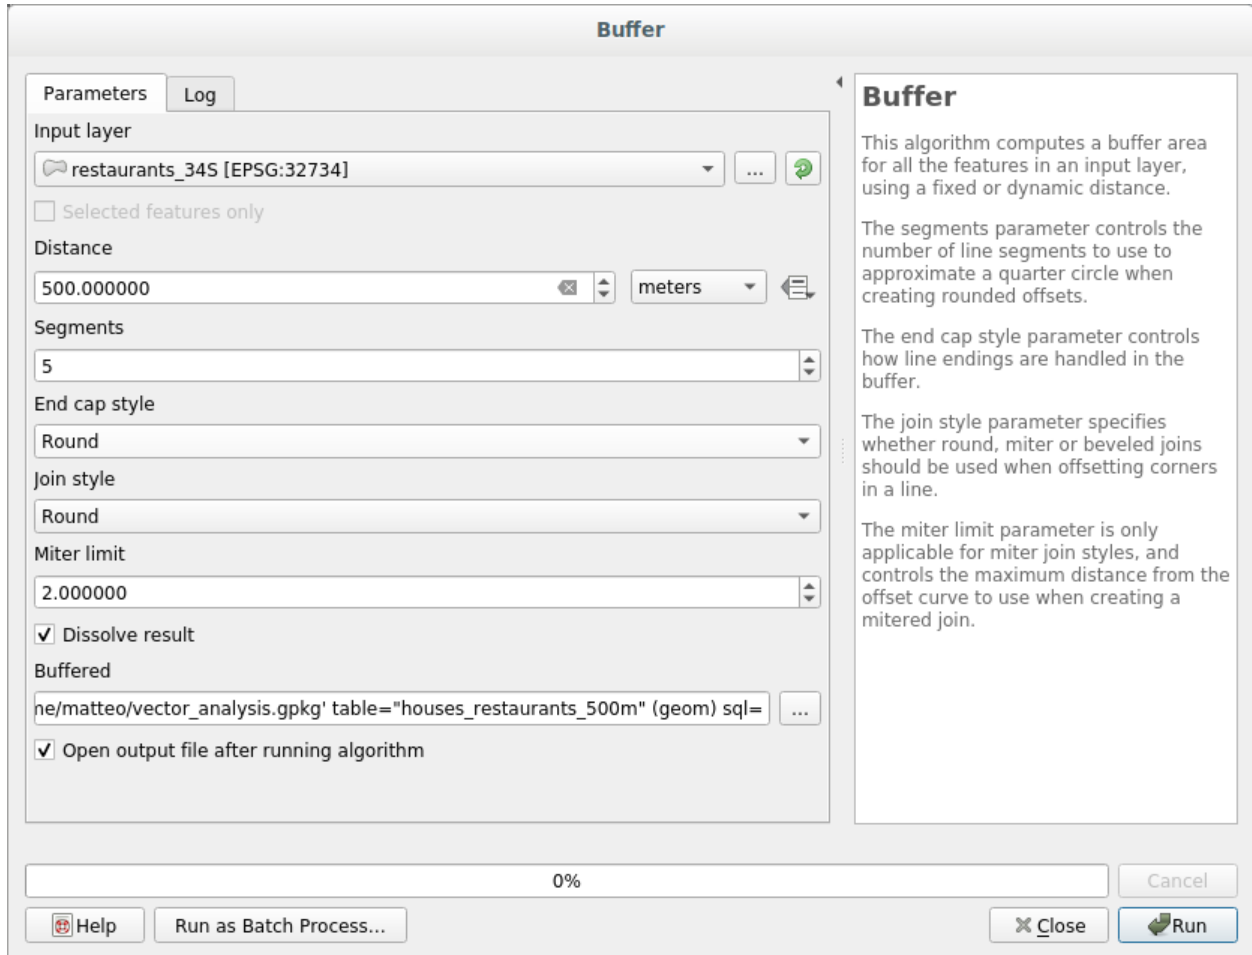 Buffer
Parameters
Log
Input layer
restaurants_34S [EPSG:32734]
...
Selected features only
Distance
500.000000
meters
Segments
5
End cap style
Round
Join style
Round
Miter limit
2.000000
Dissolve result
Buffered
ne/matteo/vector_analysis.gpkg' table="houses_restaurants_500m" (geom) sql=
...
Open output file after running algorithm
Buffer
This algorithm computes a buffer area
for all the features in an input layer,
using a fixed or dynamic distance.
The segments parameter controls the
number of line segments to use to
approximate a quarter circle when
creating rounded offsets.
The end cap style parameter controls
how line endings are handled in the
buffer.
The join style parameter specifies
whether round, miter or beveled joins
should be used when offsetting corners
in a line.
The miter limit parameter is only
applicable for miter join styles, and
controls the maximum distance from the
offset curve to use when creating a
mitered join.
0%
Cancel
Help
Run as Batch Process...
Close
Run